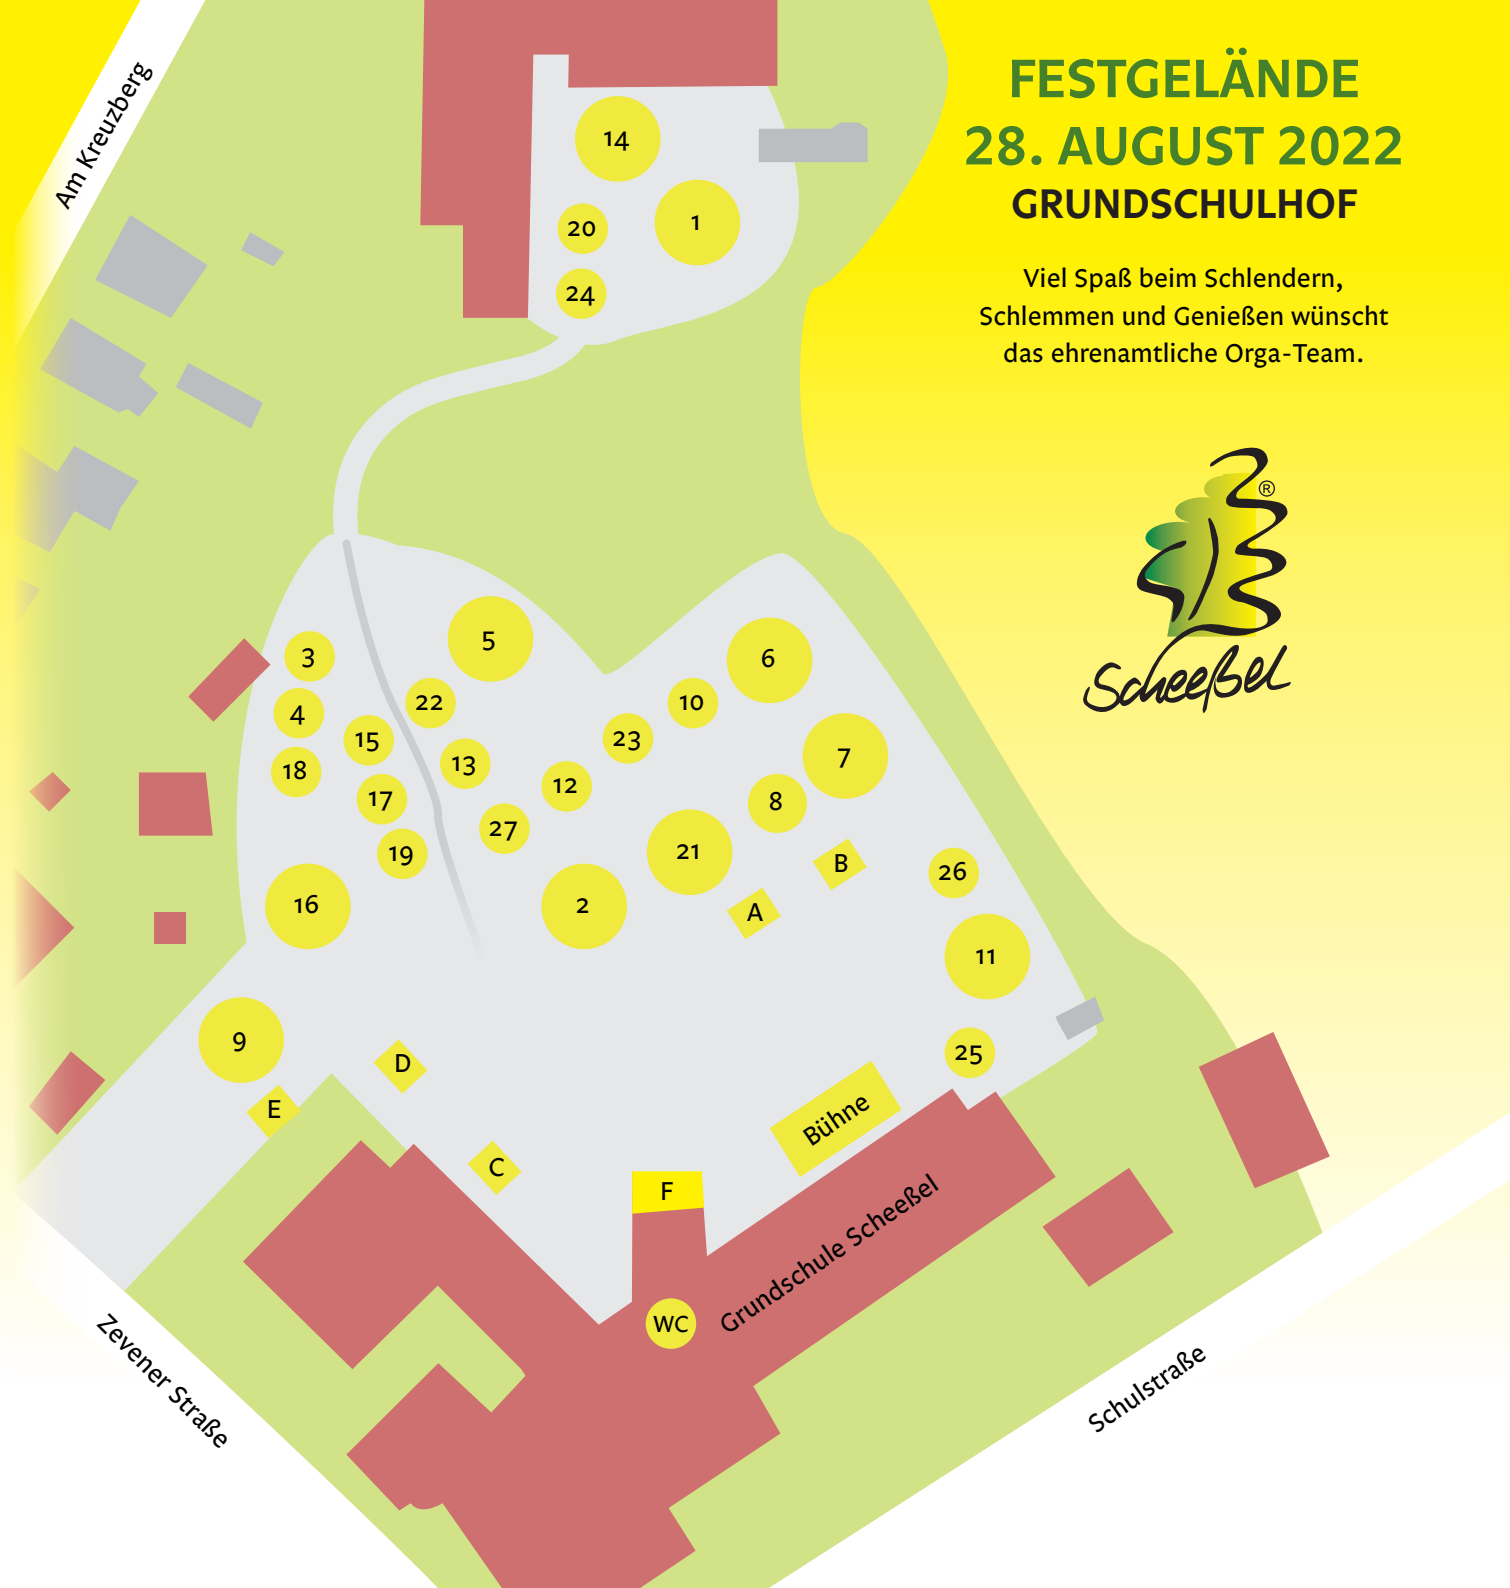 FESTGELÄNDE
28. AUGUST 2022
GRUNDSCHULHOF
Viel Spaß beim Schlendern,
Schlemmen und Genießen wünscht
das ehrenamtliche Orga-Team.
®
Scheeßel
Am Kreuzberg
14
1
20
24
5
3
6
22
10
4
15
23
13
7
18
12
17
8
27
19
21
B
26
16
2
A
11
9
25
D
E
Bühne
C
F
Grundschule Scheeßel
WC
Zevener Straße
Schulstraße